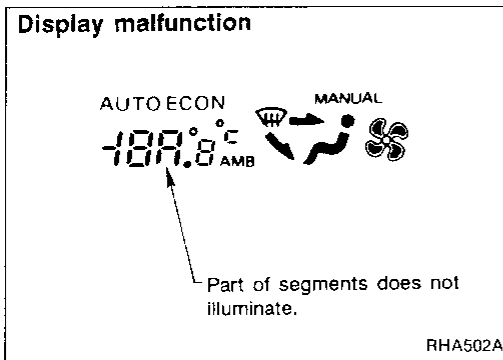 Display malfunction
AUTO ECON
MANUAL
-188.8°°C
AMB
Part of segments does not
illuminate.
RHA502A